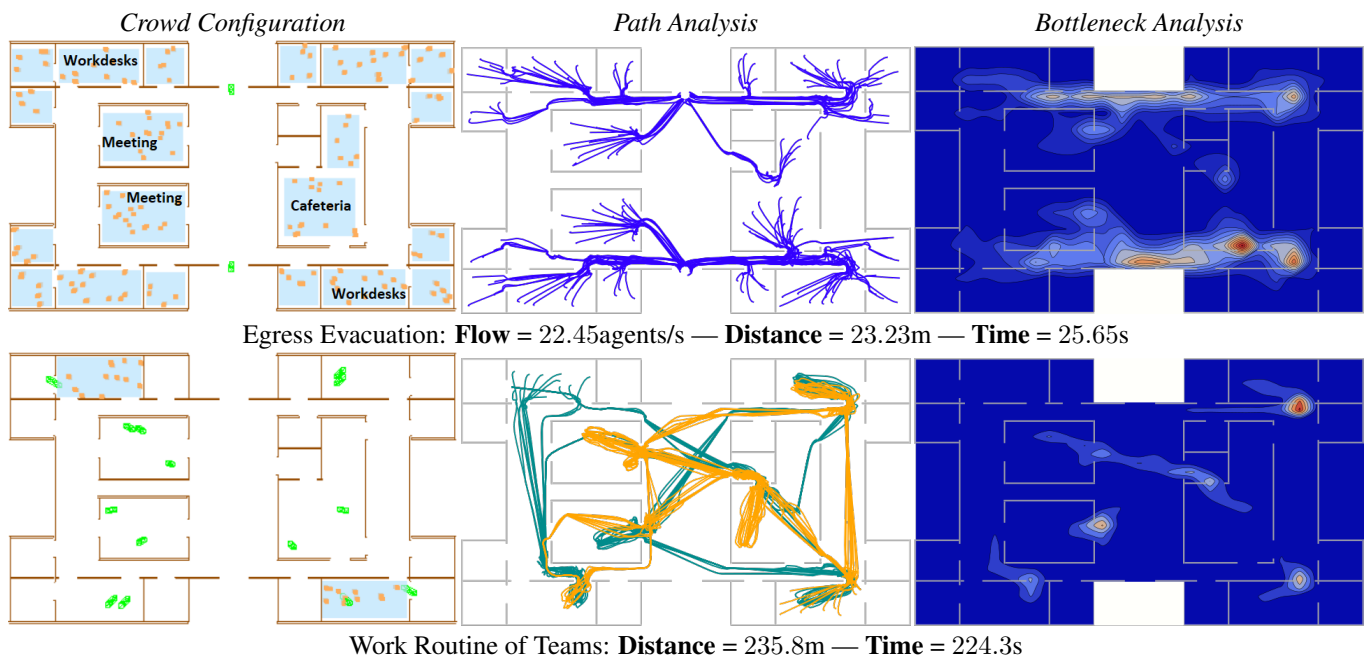 Crowd Configuration Path Analysis Bottleneck Analysis
Workdesks
Meeting
Meeting
Cafeteria
Workdesks
Egress Evacuation: Flow = 22.45agents/s — Distance = 23.23m — Time = 25.65s
Work Routine of Teams: Distance = 235.8m — Time = 224.3s